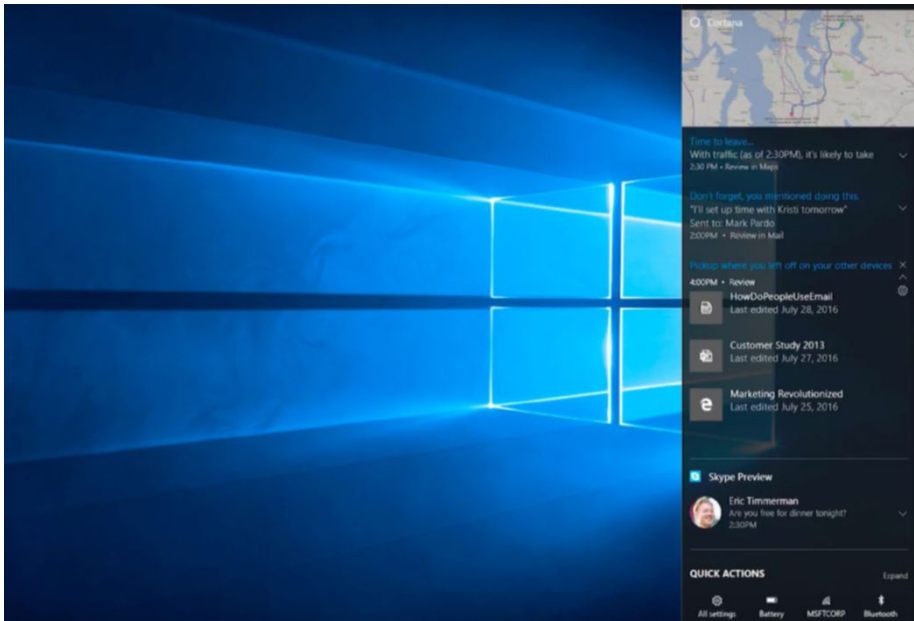 Cortana
Time to leave...
With traffic (as of 2:30PM), it's likely to take
2:30 PM • Review in Maps
Don't forget, you mentioned doing this.
"I'll set up time with Kristi tomorrow"
Sent to: Mark Pardo
2:00PM • Review in Mail
Pickup where you left off on your other devices
4:00PM • Review
HowDoPeopleUseEmail
Last edited July 28, 2016
Customer Study 2013
Last edited July 27, 2016
Marketing Revolutionized
Last edited July 25, 2016
Skype Preview
Eric Timmerman
Are you free for dinner tonight?
2:30PM
QUICK ACTIONS
Expand
All settings
Battery
MSFTCORP
Bluetooth